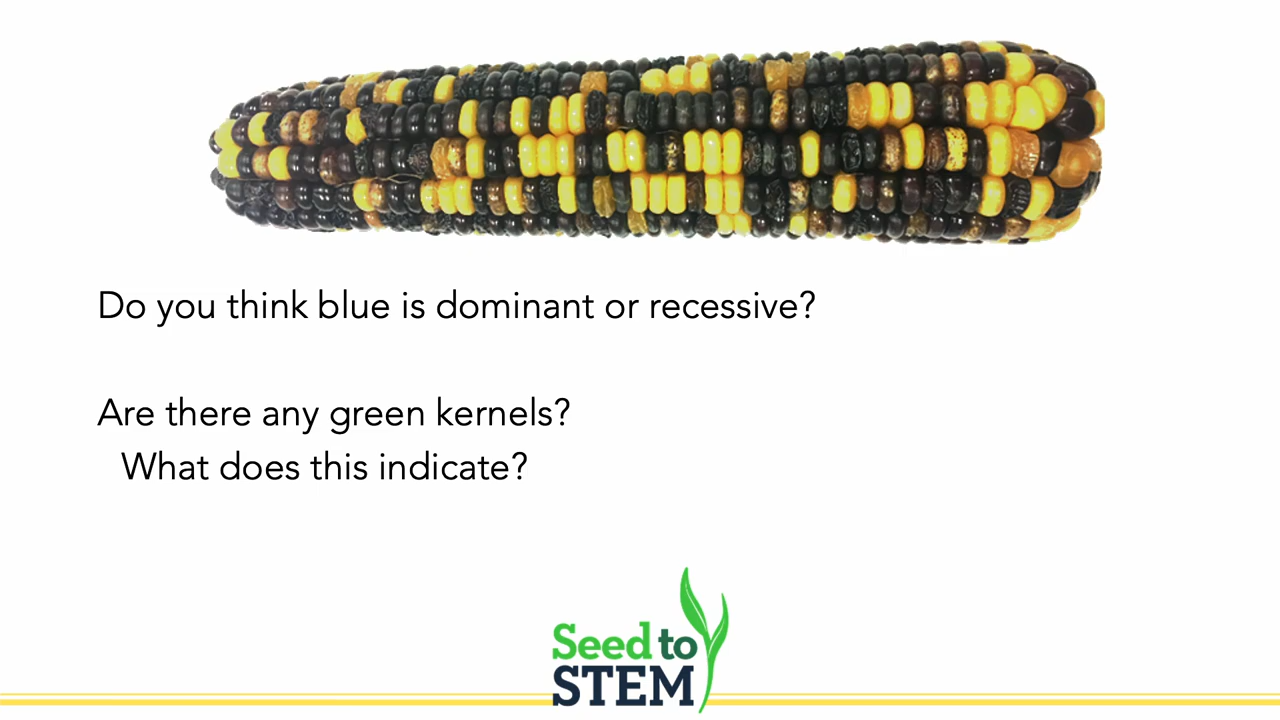 Do you think blue is dominant or recessive?
Are there any green kernels?
What does this indicate?
Seed to
STEM